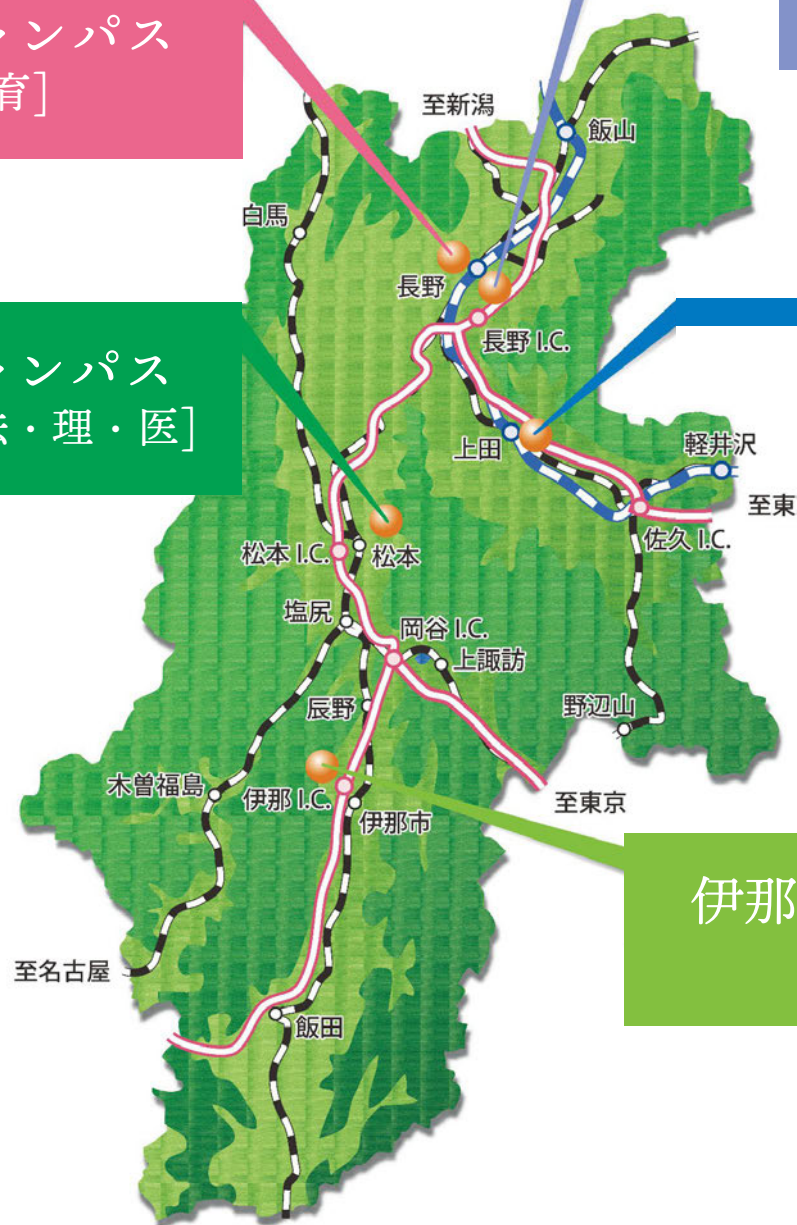 ャンパス
育]
至新潟
飯山
白馬
長野
長野 I.C.
ャンパス
・理・医]
上田
軽井沢
至東
佐久 I.C.
松本 I.C.
松本
塩尻
岡谷 I.C.
上諏訪
辰野
野辺山
木曽福島
伊那 I.C.
伊那市
至東京
伊那
至名古屋
飯田